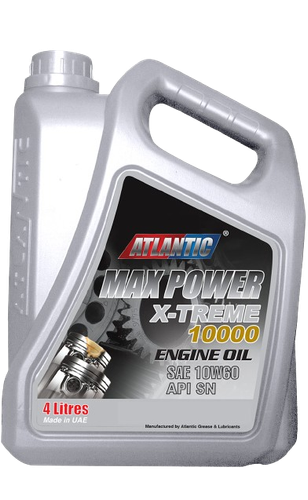 ATLANTIC
ATLANTIC®
MAX POWER
X-TREME
10000
ENGINE OIL
SAE 10W60
API SN
4 Litres
Made in UAE
Manufactured by Atlantic Grease & Lubricants